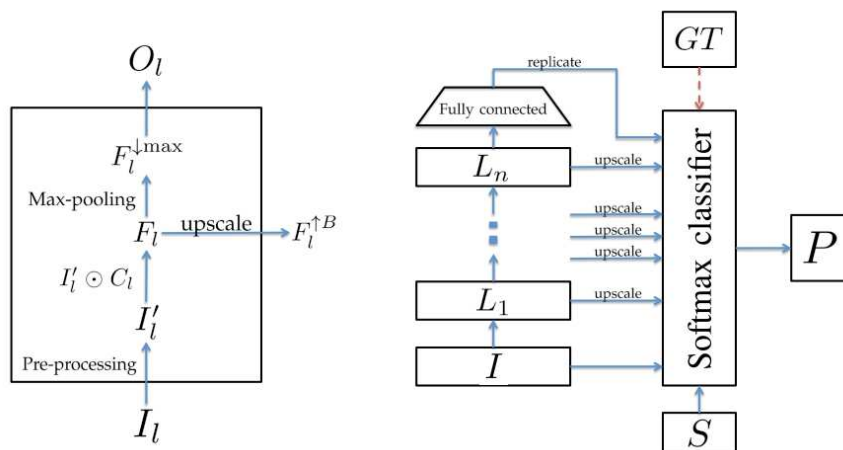 O_l
F_l^{↓max}
Max-pooling
F_l upscale F_l^{↑B}
I'_l ⊙ C_l
I'_l
Pre-processing
I_l
GT
replicate
Fully connected
L_n upscale
upscale
upscale
upscale
L_1 upscale
I
Softmax classifier
P
S